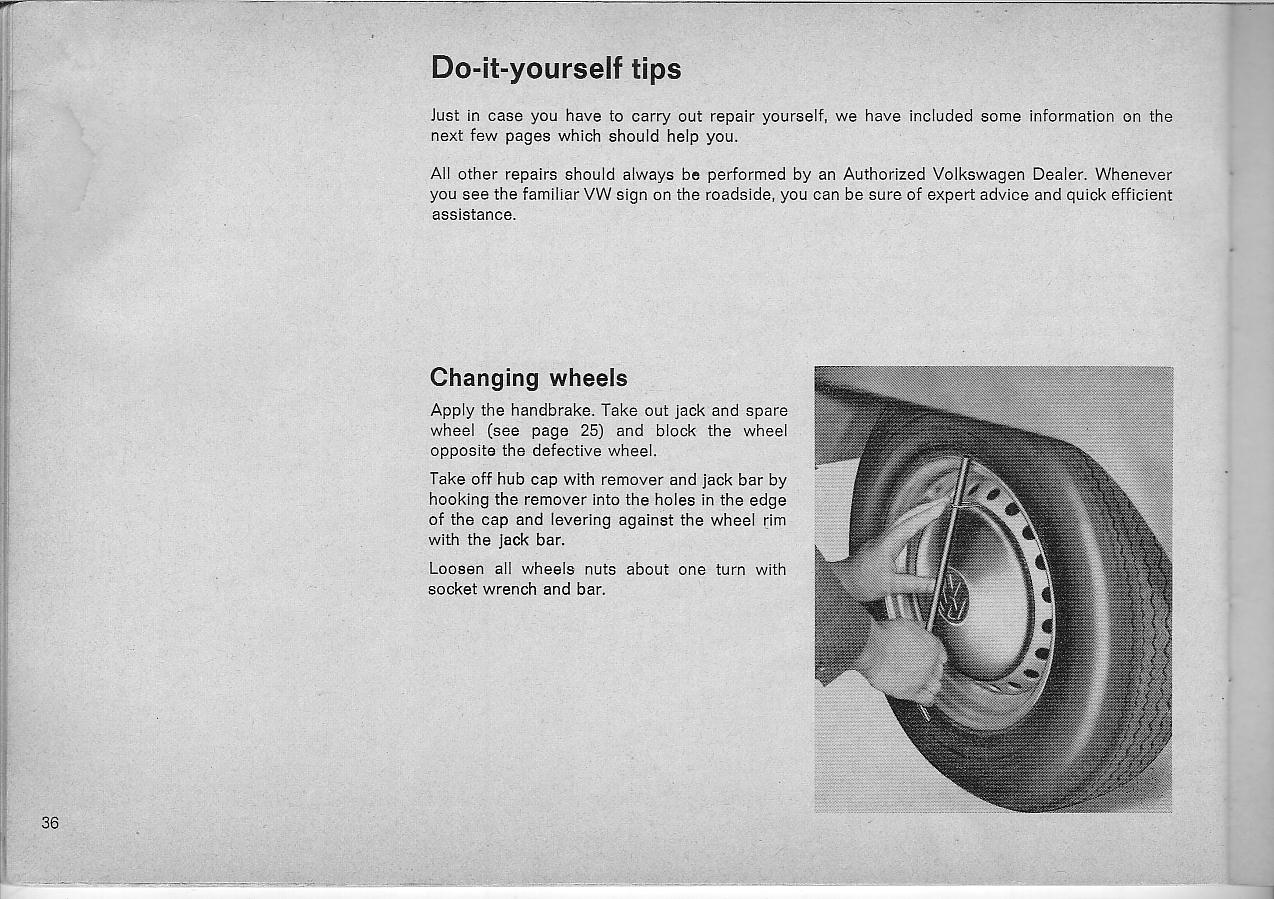 Do-it-yourself tips
Just in case you have to carry out repair yourself, we have included some information on the
next few pages which should help you.
All other repairs should always be performed by an Authorized Volkswagen Dealer. Whenever
you see the familiar VW sign on the roadside, you can be sure of expert advice and quick efficient
assistance.
Changing wheels
Apply the handbrake. Take out jack and spare
wheel (see page 25) and block the wheel
opposite the defective wheel.
Take off hub cap with remover and jack bar by
hooking the remover into the holes in the edge
of the cap and levering against the wheel rim
with the jack bar.
Loosen all wheels nuts about one turn with
socket wrench and bar.
VW
36